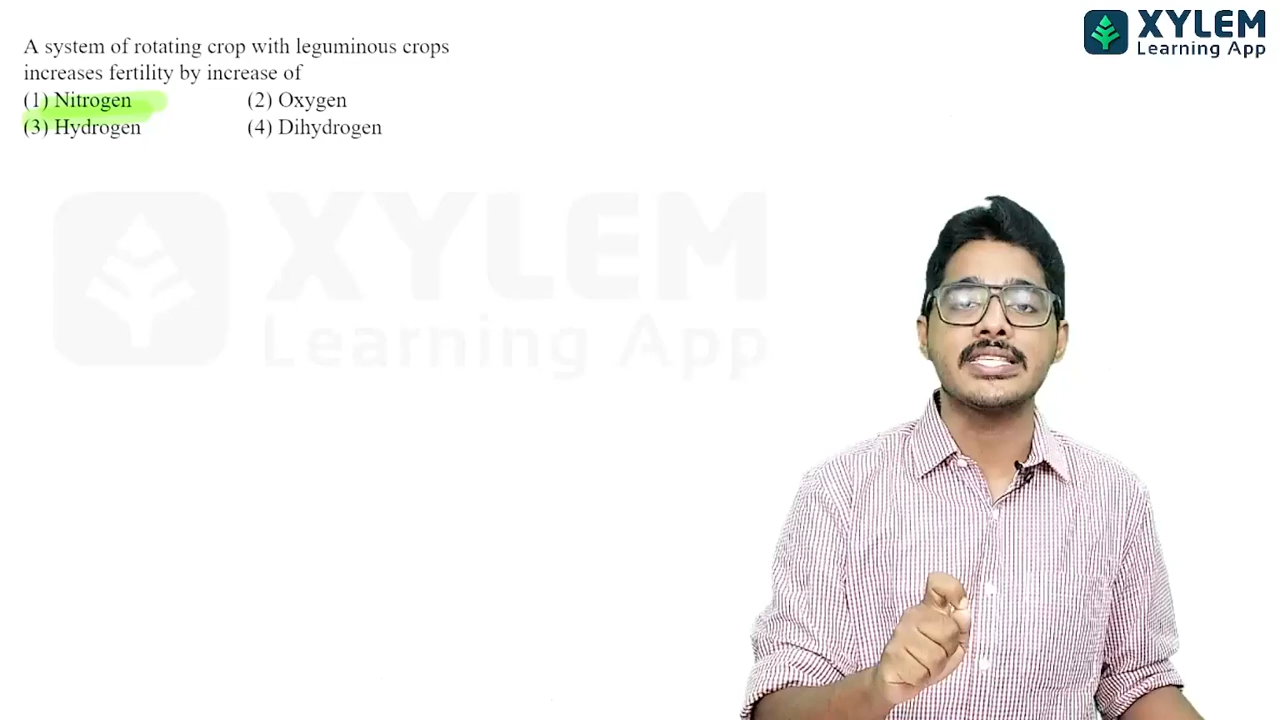 A system of rotating crop with leguminous crops
increases fertility by increase of
(1) Nitrogen (2) Oxygen
(3) Hydrogen (4) Dihydrogen
XYLEM
Learning App
XYLEM
Learning App